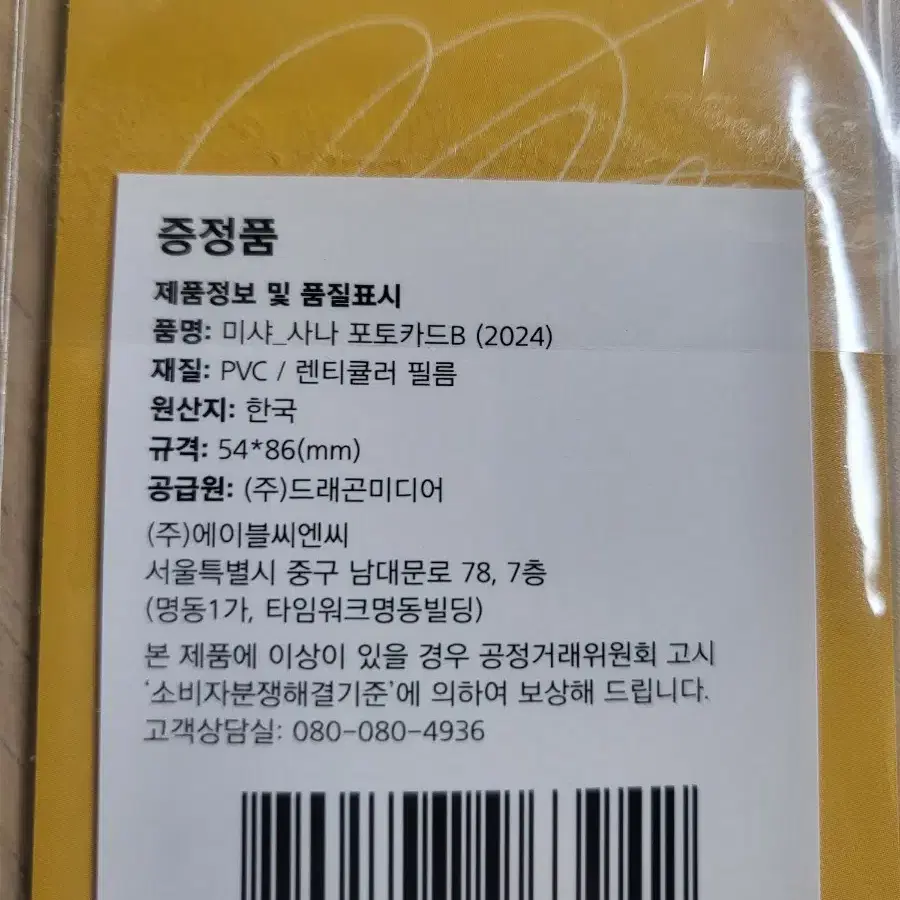 증정품
제품정보 및 품질표시
품명: 미샤_사나 포토카드B (2024)
재질: PVC / 렌티큘러 필름
원산지: 한국
규격: 54*86(mm)
공급원: (주)드래곤미디어
(주)에이블씨엔씨
서울특별시 중구 남대문로 78, 7층
(명동1가, 타임워크명동빌딩)
본 제품에 이상이 있을 경우 공정거래위원회 고시
‘소비자분쟁해결기준’에 의하여 보상해 드립니다.
고객상담실: 080-080-4936